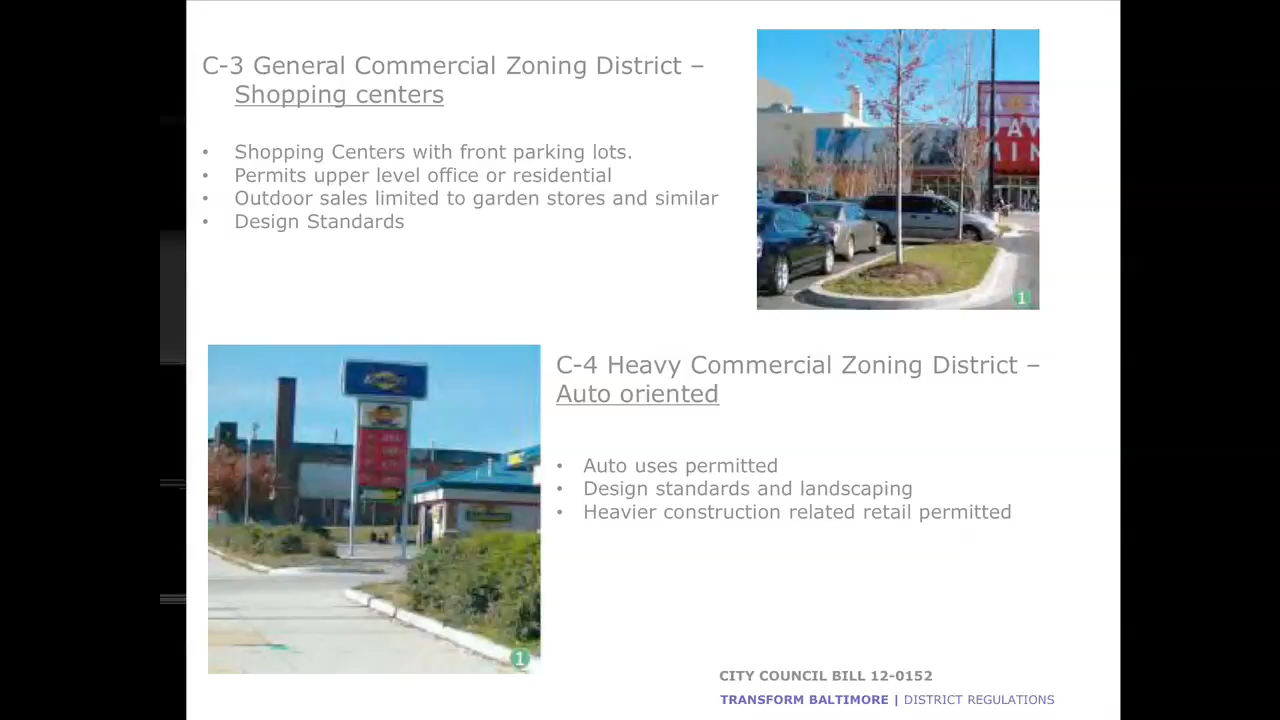 C-3 General Commercial Zoning District –
Shopping centers
• Shopping Centers with front parking lots.
• Permits upper level office or residential
• Outdoor sales limited to garden stores and similar
• Design Standards
1
C-4 Heavy Commercial Zoning District –
Auto oriented
• Auto uses permitted
• Design standards and landscaping
• Heavier construction related retail permitted
1
CITY COUNCIL BILL 12-0152
TRANSFORM BALTIMORE | DISTRICT REGULATIONS